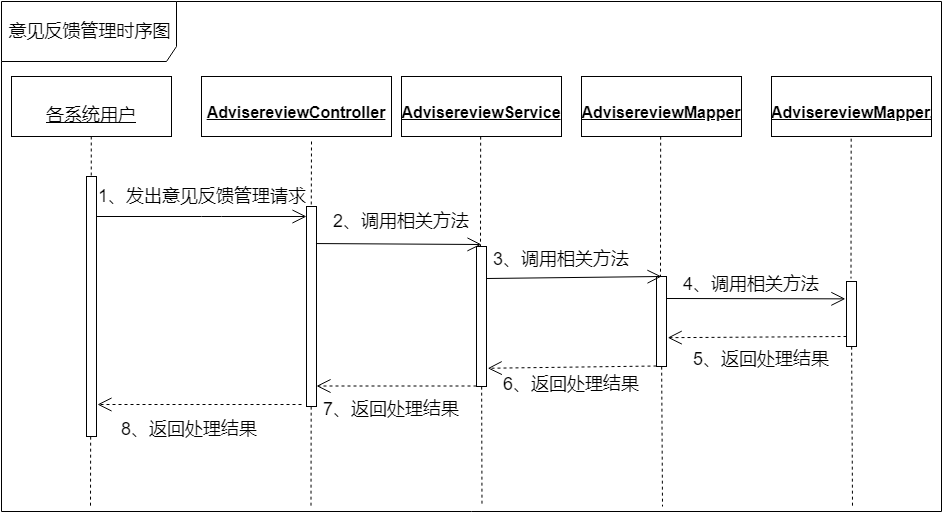 意见反馈管理时序图
各系统用户
AdvisereviewController
AdvisereviewService
AdvisereviewMapper
AdvisereviewMapper.
1、发出意见反馈管理请求
2、调用相关方法
3、调用相关方法
4、调用相关方法
5、返回处理结果
6、返回处理结果
7、返回处理结果
8、返回处理结果